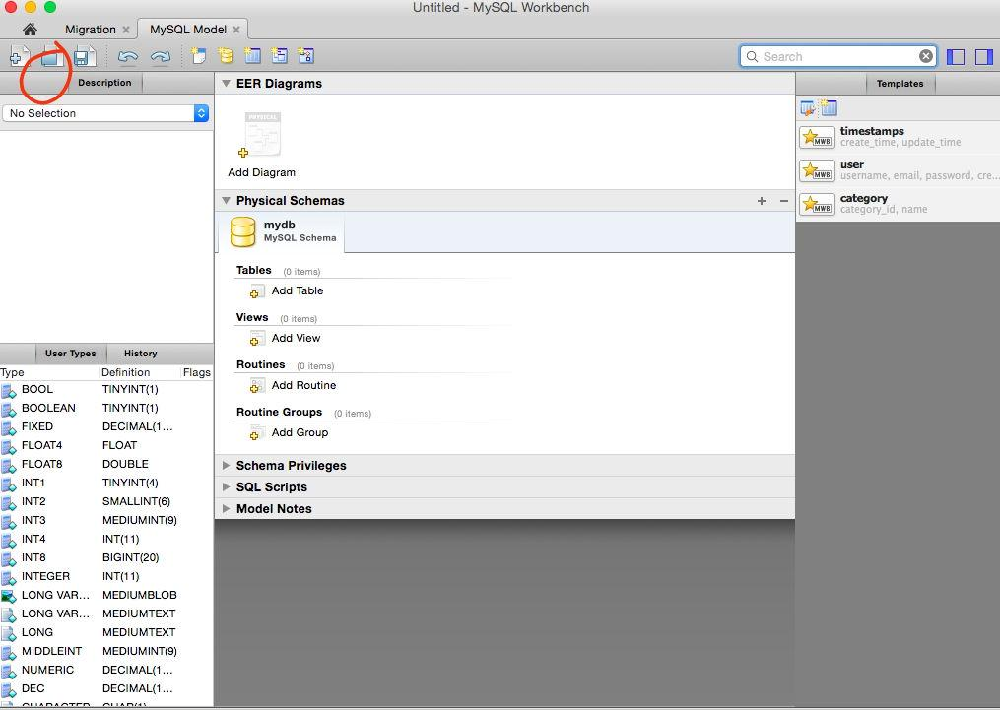 Untitled - MySQL Workbench
Migration
MySQL Model
Search
Description
No Selection
User Types
History
Type Definition Flags
BOOL TINYINT(1)
BOOLEAN TINYINT(1)
FIXED DECIMAL(1...
FLOAT4 FLOAT
FLOAT8 DOUBLE
INT1 TINYINT(4)
INT2 SMALLINT(6)
INT3 MEDIUMINT(9)
INT4 INT(11)
INT8 BIGINT(20)
INTEGER INT(11)
LONG VAR... MEDIUMBLOB
LONG VAR... MEDIUMTEXT
LONG MEDIUMTEXT
MIDDLEINT MEDIUMINT(9)
NUMERIC DECIMAL(1...
DEC DECIMAL(1...
CHARACTER CHAR(1)
EER Diagrams
PHYSICAL
Add Diagram
Physical Schemas + −
mydb
MySQL Schema
Tables (0 items)
Add Table
Views (0 items)
Add View
Routines (0 items)
Add Routine
Routine Groups (0 items)
Add Group
Schema Privileges
SQL Scripts
Model Notes
Templates
MWB
timestamps
create_time, update_time
MWB
user
username, email, password, cre...
MWB
category
category_id, name